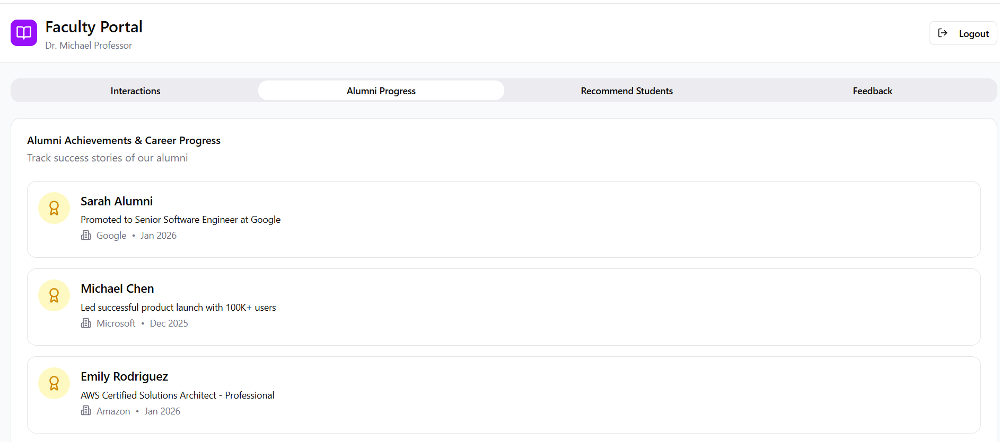 Faculty Portal
Dr. Michael Professor
Logout
Interactions
Alumni Progress
Recommend Students
Feedback
Alumni Achievements & Career Progress
Track success stories of our alumni
Sarah Alumni
Promoted to Senior Software Engineer at Google
Google • Jan 2026
Michael Chen
Led successful product launch with 100K+ users
Microsoft • Dec 2025
Emily Rodriguez
AWS Certified Solutions Architect - Professional
Amazon • Jan 2026